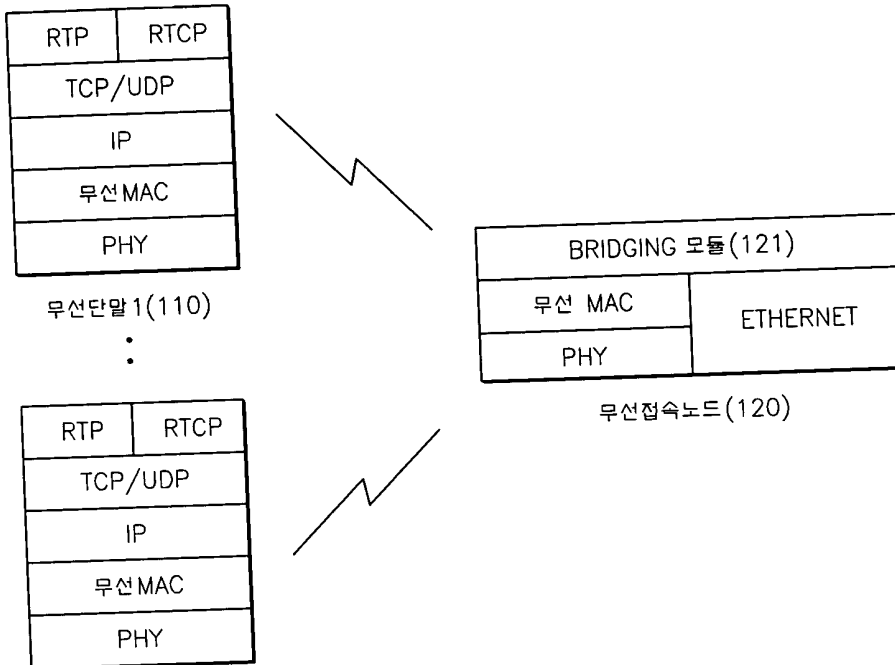 RTP RTCP
TCP/UDP
IP
무선MAC
PHY
무선단말1(110)
BRIDGING 모듈(121)
무선 MAC
ETHERNET
PHY
무선접속노드(120)
RTP RTCP
TCP/UDP
IP
무선MAC
PHY